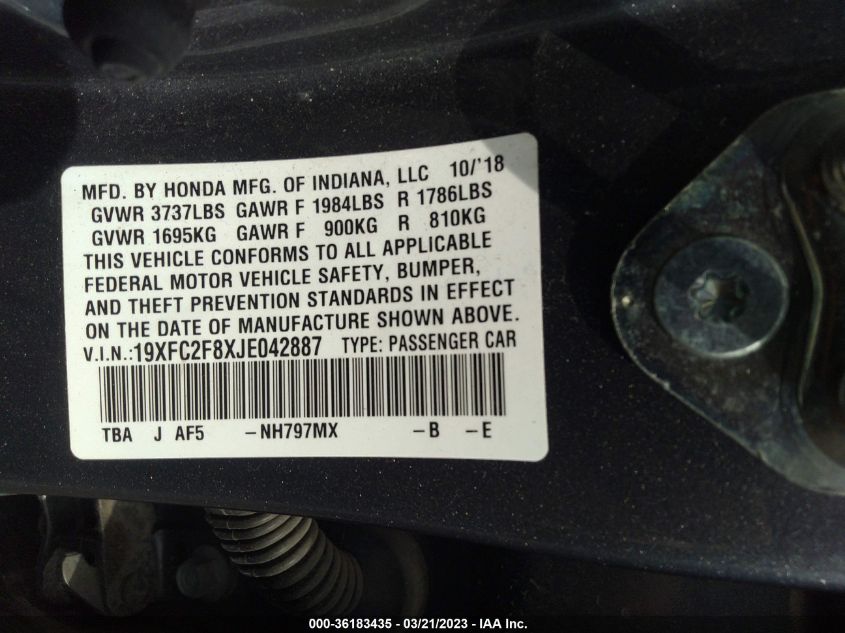 MFD. BY HONDA MFG. OF INDIANA, LLC 10/'18
GVWR 3737LBS GAWR F 1984LBS R 1786LBS
GVWR 1695KG GAWR F 900KG R 810KG
THIS VEHICLE CONFORMS TO ALL APPLICABLE
FEDERAL MOTOR VEHICLE SAFETY, BUMPER,
AND THEFT PREVENTION STANDARDS IN EFFECT
ON THE DATE OF MANUFACTURE SHOWN ABOVE.
V.I.N.:19XFC2F8XJE042887 TYPE: PASSENGER CAR
TBA J AF5 –NH797MX –B –E
000-36183435 - 03/21/2023 - IAA Inc.